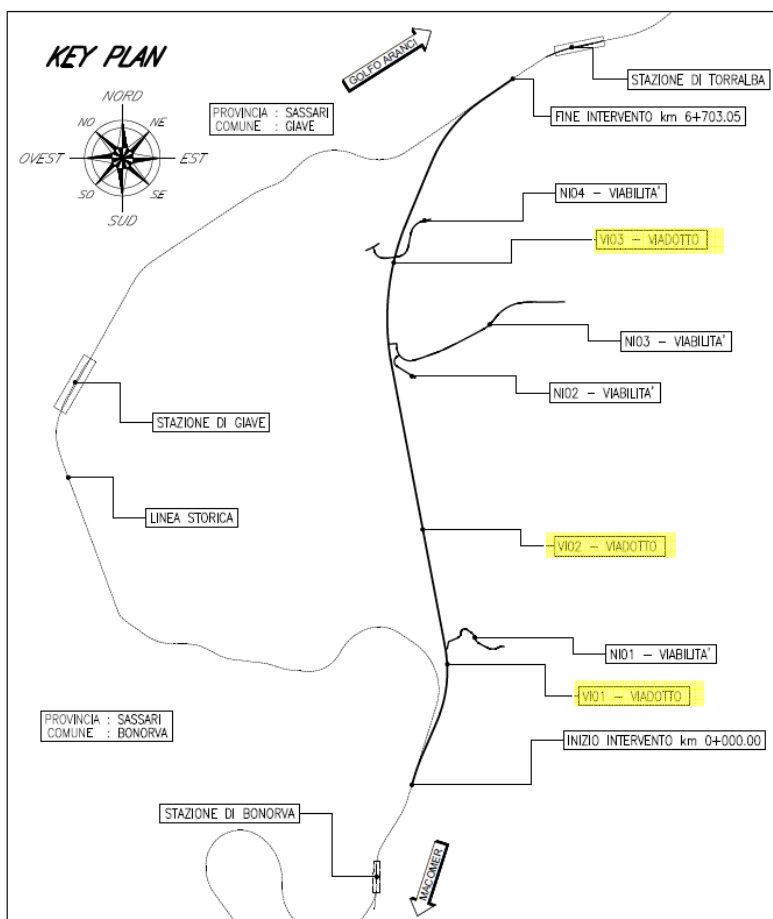 KEY PLAN
NORD
NO
NE
OVEST
EST
SO
SE
SUD
GOLFO ARANCI
PROVINCIA : SASSARI
COMUNE : GIAVE
STAZIONE DI TORRALBA
FINE INTERVENTO km 6+703.05
NI04 – VIABILITA'
VI03 – VIADOTTO
NI03 – VIABILITA'
NI02 – VIABILITA'
STAZIONE DI GIAVE
LINEA STORICA
VI02 – VIADOTTO
NI01 – VIABILITA'
VI01 – VIADOTTO
PROVINCIA : SASSARI
COMUNE : BONORVA
INIZIO INTERVENTO km 0+000.00
STAZIONE DI BONORVA
MACOMER